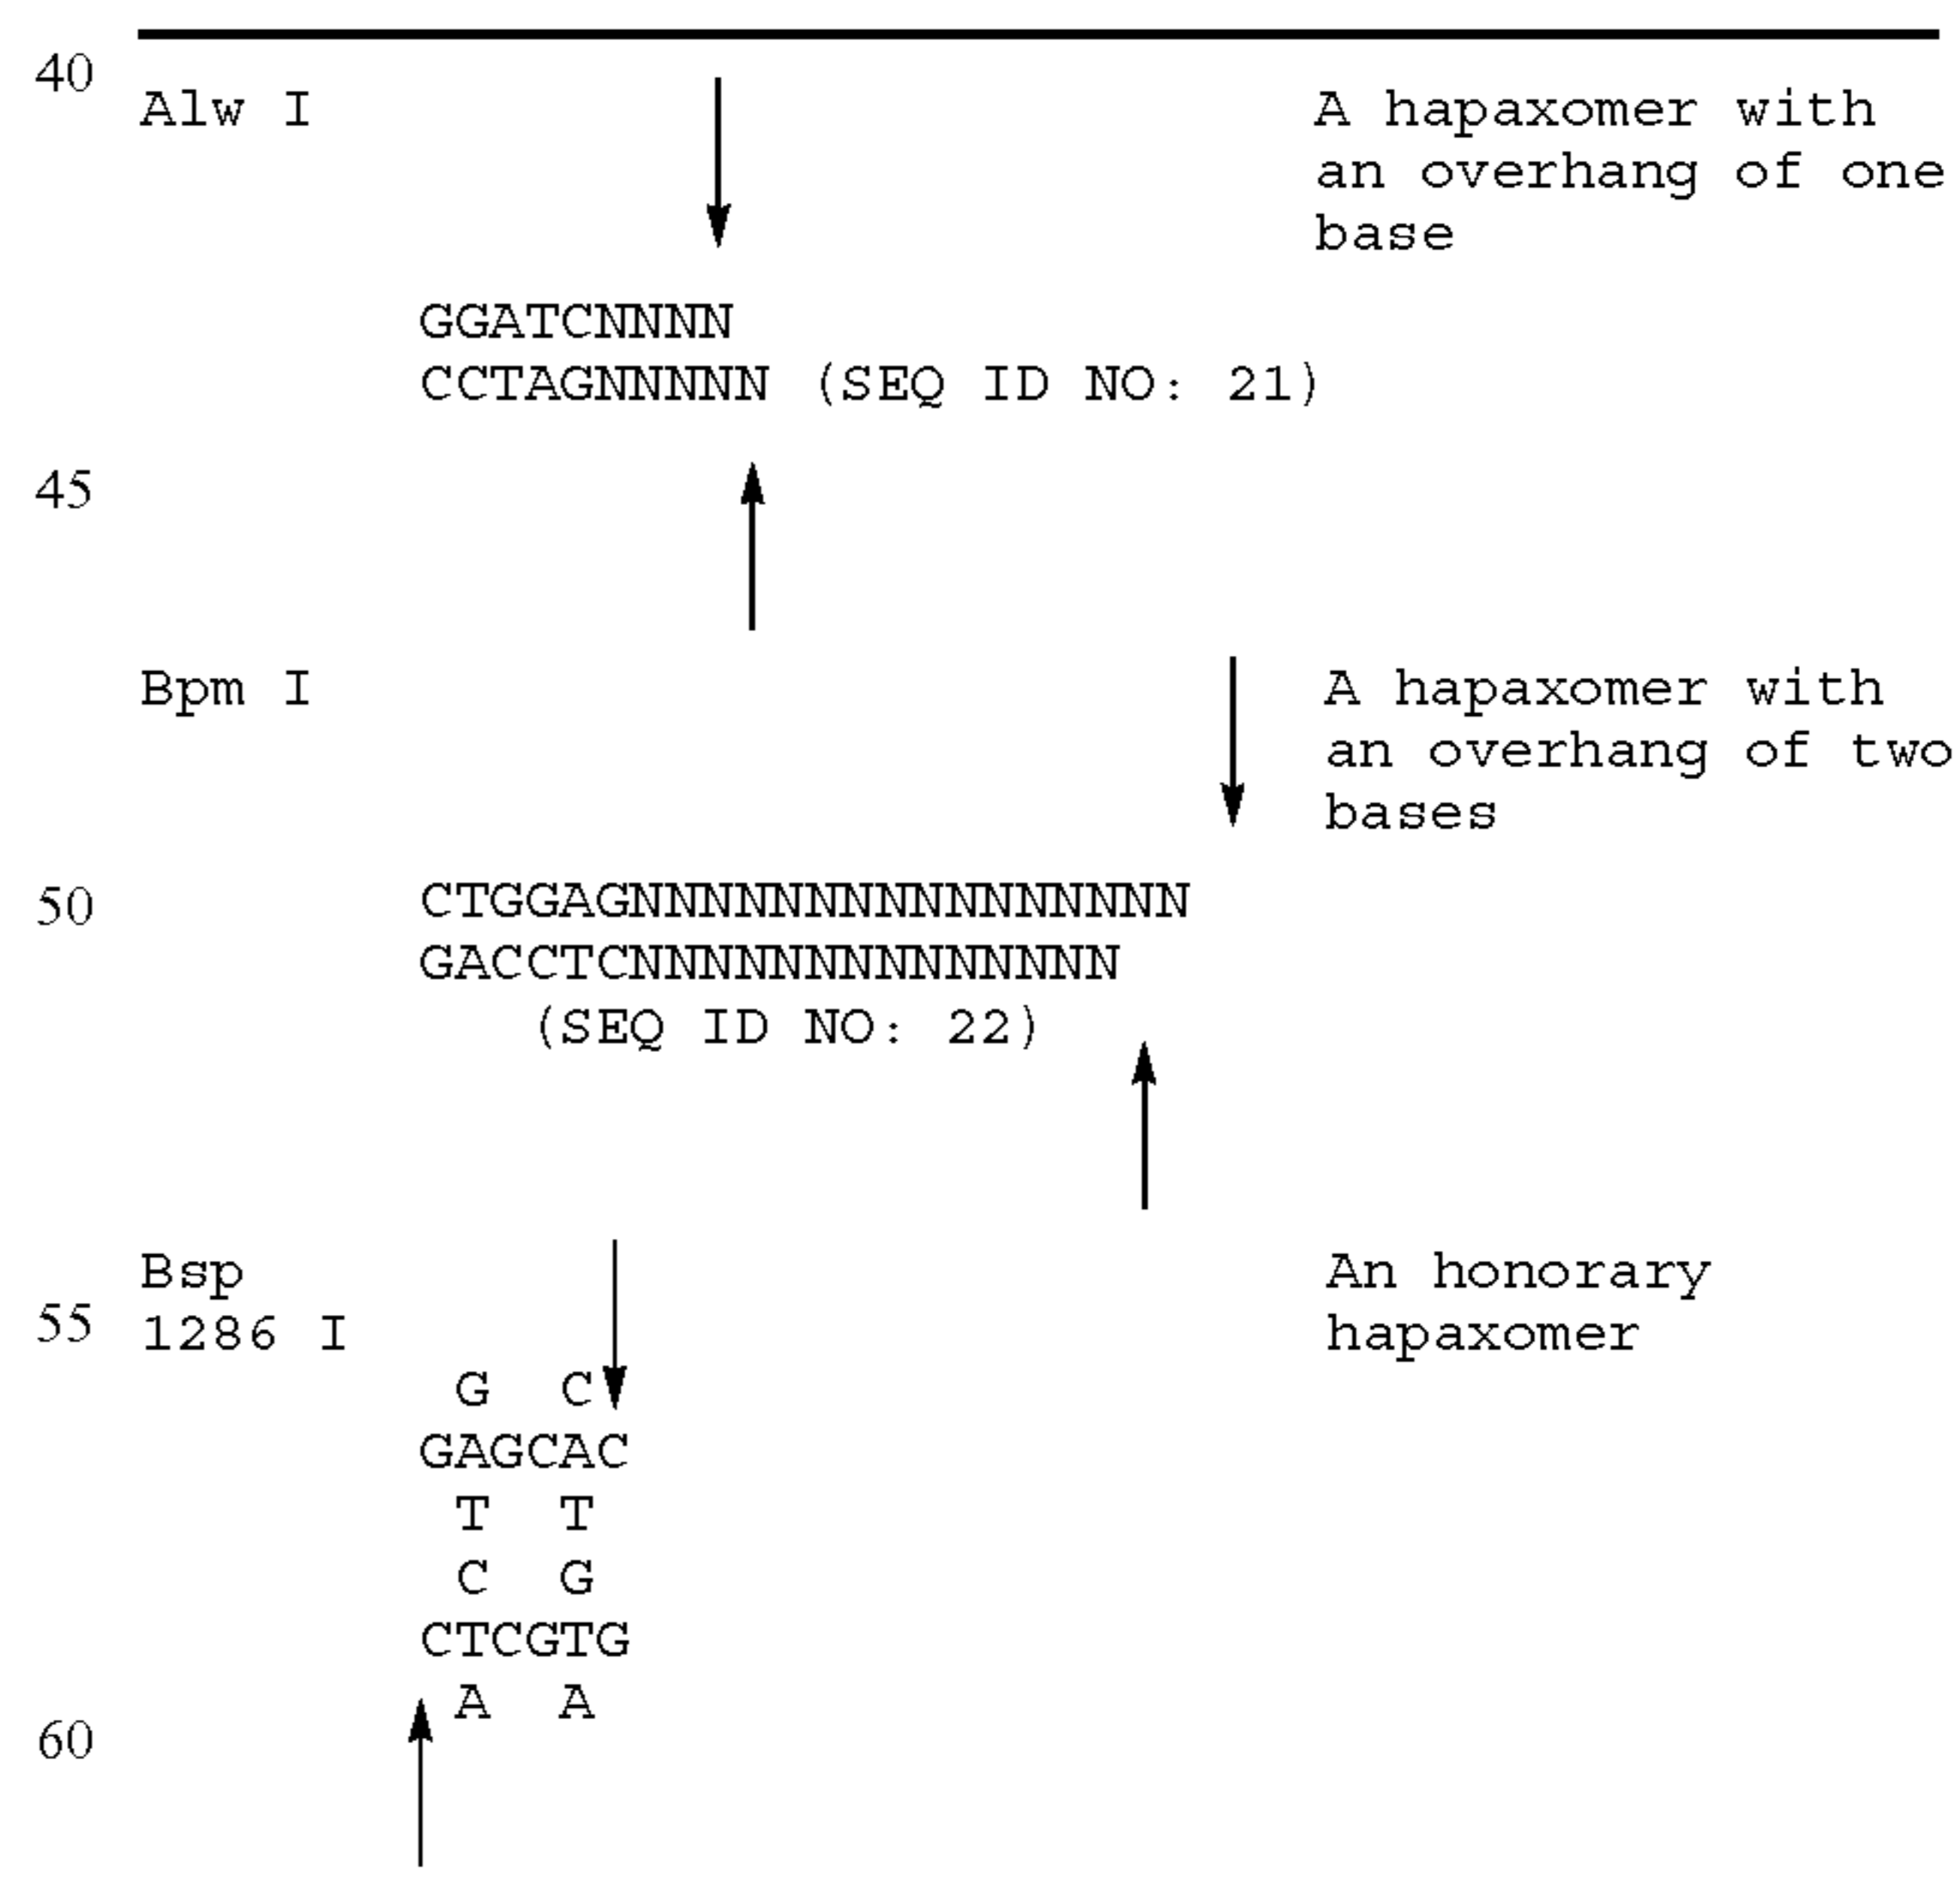 40
Alw I A hapaxomer with
an overhang of one
base
GGATCNNNN
CCTAGNNNNN (SEQ ID NO: 21)
45
Bpm I A hapaxomer with
an overhang of two
bases
50 CTGGAGNNNNNNNNNNNNNNNN
GACCTCNNNNNNNNNNNNNN
(SEQ ID NO: 22)
Bsp An honorary
55 1286 I hapaxomer
G C
GAGCAC
T T
C G
CTCGTG
A A
60